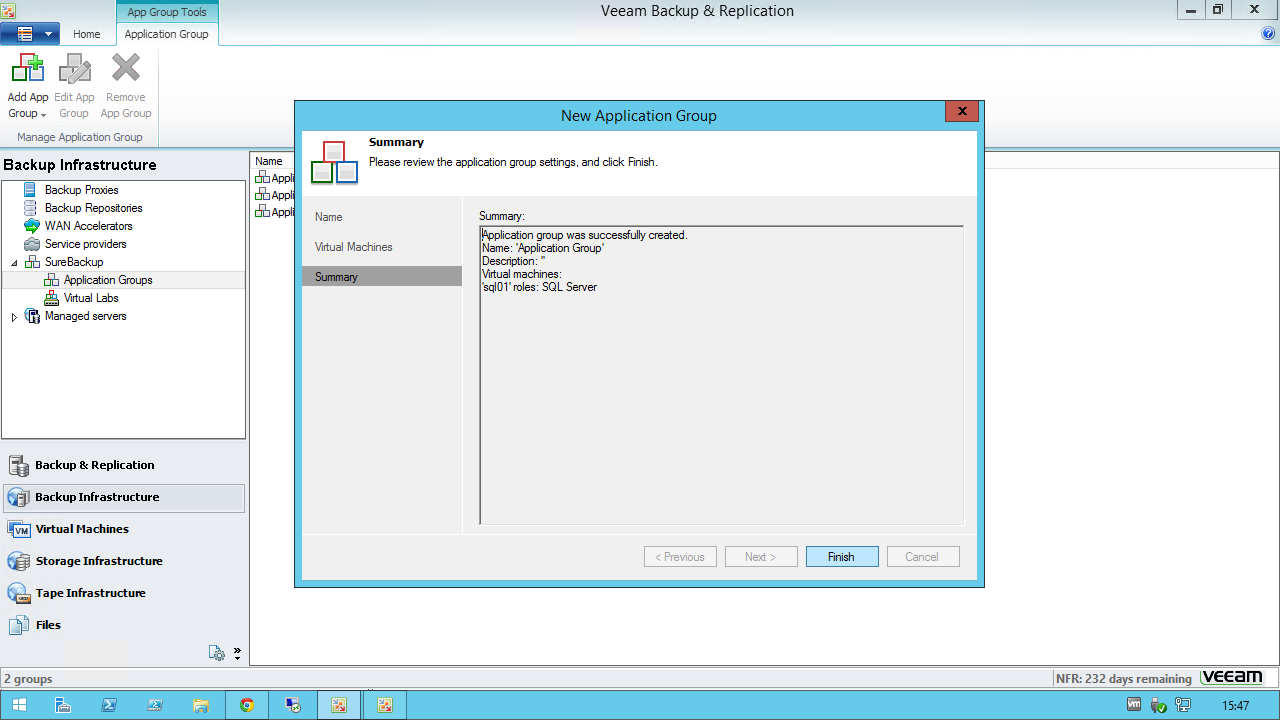 App Group Tools
Veeam Backup & Replication
Home
Application Group
Add App
Group
Edit App
Group
Remove
App Group
Manage Application Group
Backup Infrastructure
Backup Proxies
Backup Repositories
WAN Accelerators
Service providers
SureBackup
Application Groups
Virtual Labs
Managed servers
Backup & Replication
Backup Infrastructure
VM
Virtual Machines
Storage Infrastructure
Tape Infrastructure
Files
Name
Appli
Appli
Appli
New Application Group
Summary
Please review the application group settings, and click Finish.
Name
Virtual Machines
Summary
Summary:
Application group was successfully created.
Name: 'Application Group'
Description: ''
Virtual machines:
'sql01' roles: SQL Server
< Previous
Next >
Finish
Cancel
2 groups
NFR: 232 days remaining
veeam
vm
15:47